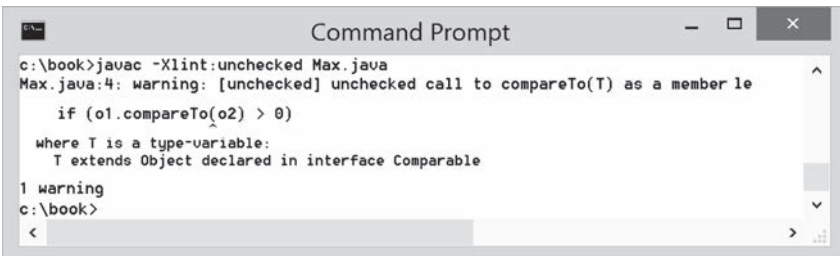 Command Prompt
c:\book>javac -Xlint:unchecked Max.java
Max.java:4: warning: [unchecked] unchecked call to compareTo(T) as a member le
if (o1.compareTo(o2) > 0)
^
where T is a type-variable:
T extends Object declared in interface Comparable
1 warning
c:\book>